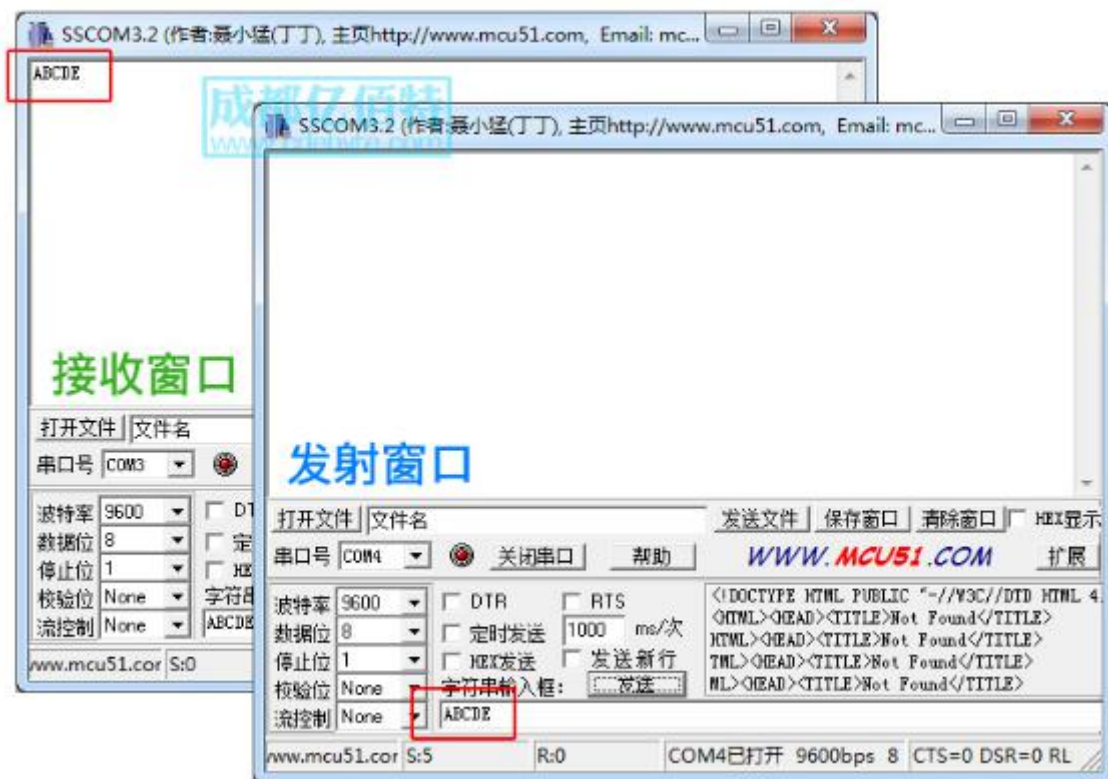 SSCOM3.2 (作者:聂小猛(丁丁), 主页http://www.mcu51.com, Email: mc...
ABCDE
成都亿佰特
www.cdebyte.com
接收窗口
打开文件 文件名
串口号 COM3
波特率 9600
数据位 8
停止位 1
校验位 None
流控制 None
DT
定
HE
字符串
ABCDE
www.mcu51.cor S:0
SSCOM3.2 (作者:聂小猛(丁丁), 主页http://www.mcu51.com, Email: mc...
发射窗口
打开文件 文件名 发送文件 保存窗口 清除窗口 HEX显示
串口号 COM4 关闭串口 帮助 WWW.MCU51.COM 扩展
波特率 9600 DTR RTS
数据位 8 定时发送 1000 ms/次
停止位 1 HEX发送 发送新行
校验位 None 字符串输入框: 发送
流控制 None ABCDE
<!DOCTYPE HTML PUBLIC "-//W3C//DTD HTML 4.
<HTML><HEAD><TITLE>Not Found</TITLE>
HTML><HEAD><TITLE>Not Found</TITLE>
TML><HEAD><TITLE>Not Found</TITLE>
ML><HEAD><TITLE>Not Found</TITLE>
www.mcu51.cor S:5 R:0 COM4已打开 9600bps 8 CTS=0 DSR=0 RL